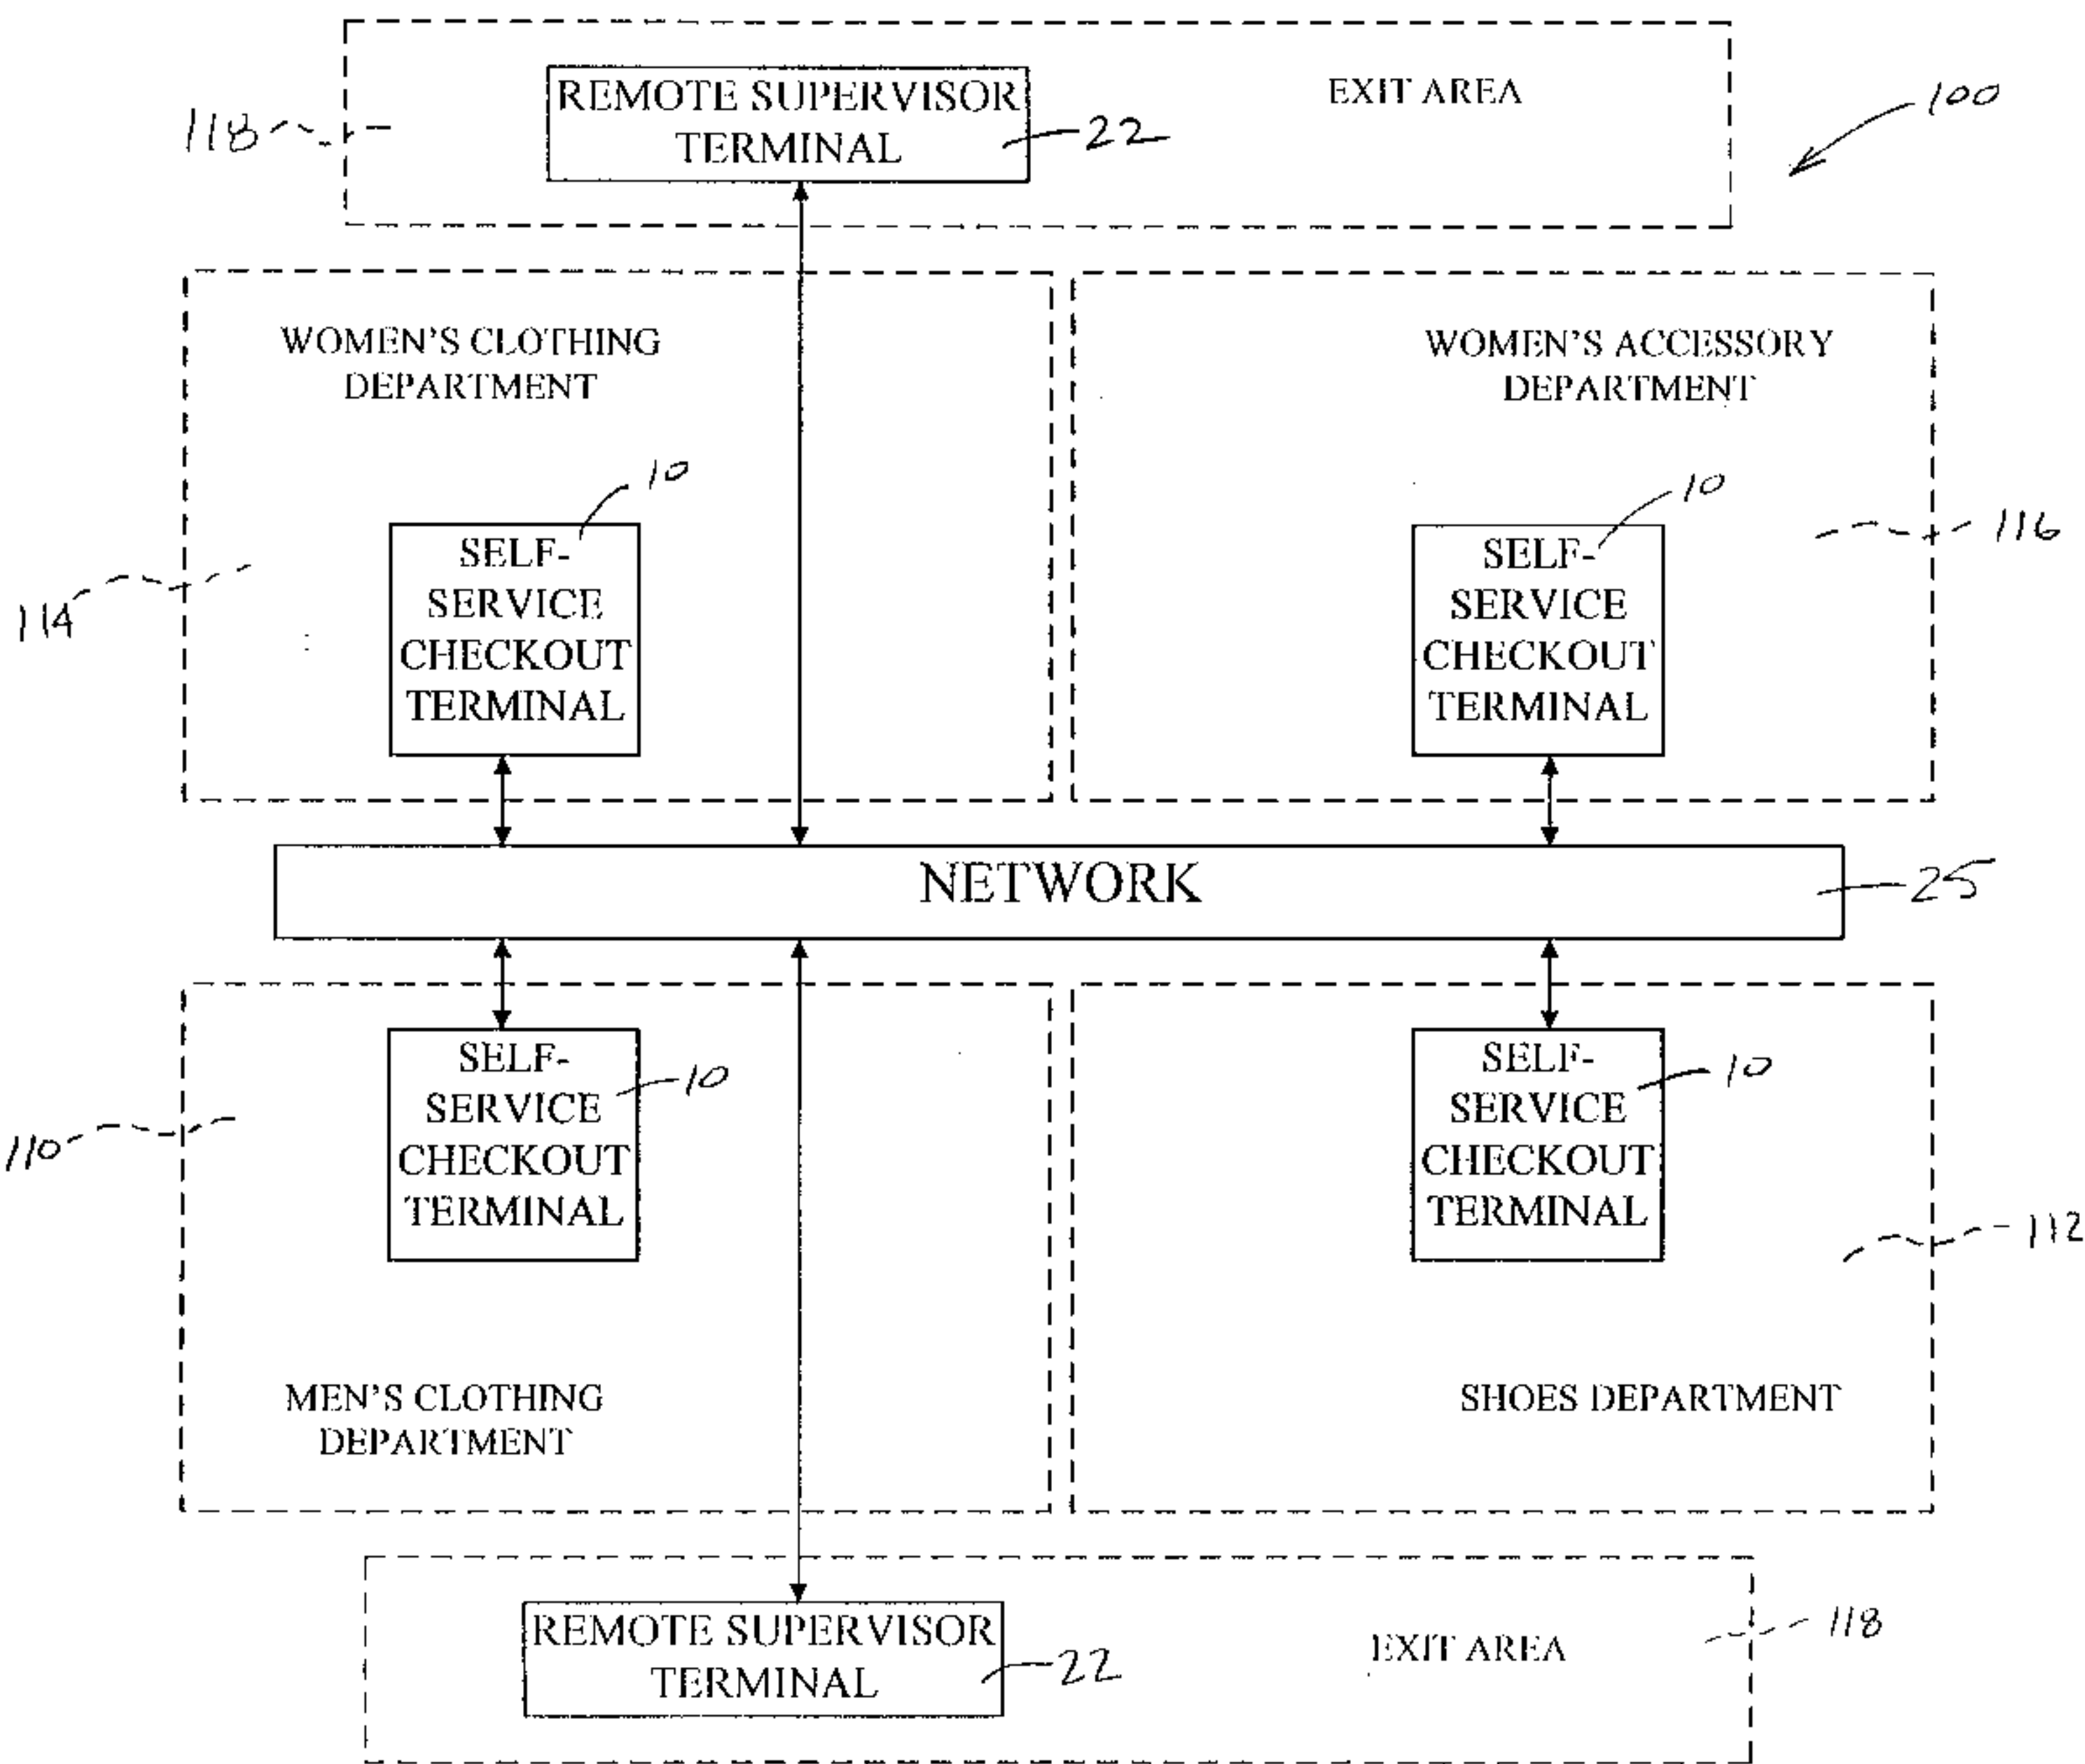 REMOTE SUPERVISOR
TERMINAL
22
EXIT AREA
100
118
WOMEN'S CLOTHING
DEPARTMENT
WOMEN'S ACCESSORY
DEPARTMENT
10
SELF-
SERVICE
CHECKOUT
TERMINAL
114
10
SELF-
SERVICE
CHECKOUT
TERMINAL
116
NETWORK
25
SELF-
SERVICE
CHECKOUT
TERMINAL
10
110
MEN'S CLOTHING
DEPARTMENT
SELF-
SERVICE
CHECKOUT
TERMINAL
10
112
SHOES DEPARTMENT
REMOTE SUPERVISOR
TERMINAL
22
EXIT AREA
118